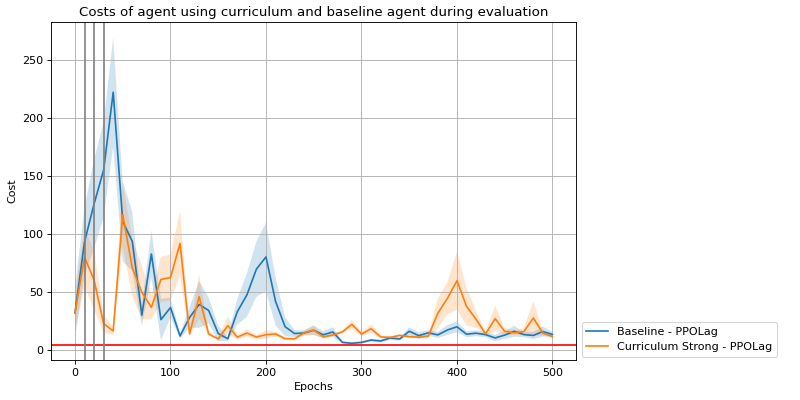 Costs of agent using curriculum and baseline agent during evaluation
Cost
250
200
150
100
50
0
0 100 200 300 400 500
Epochs
Baseline - PPOLag
Curriculum Strong - PPOLag